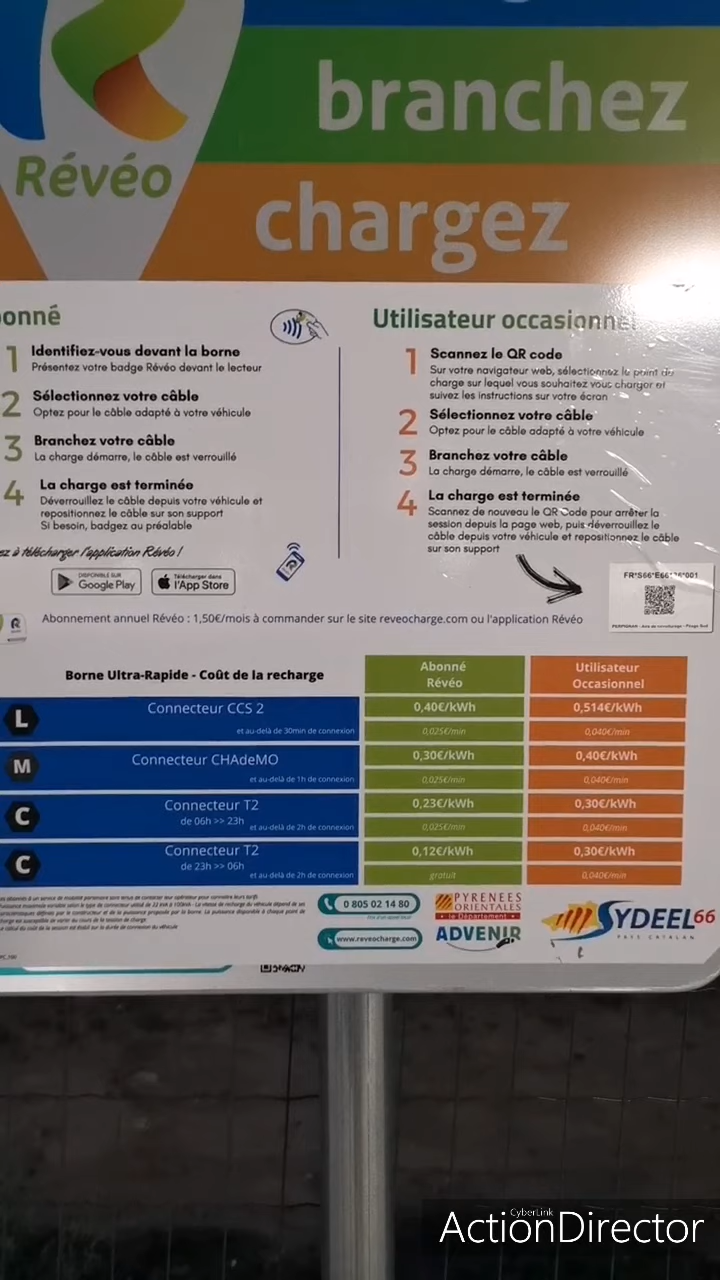 branchez
Révéo
chargez
onné
1 Identifiez-vous devant la borne
Présentez votre badge Révéo devant le lecteur
2 Sélectionnez votre câble
Optez pour le câble adapté à votre véhicule
3 Branchez votre câble
La charge démarre, le câble est verrouillé
4 La charge est terminée
Déverrouillez le câble depuis votre véhicule et
repositionnez le câble sur son support
Si besoin, badgez au préalable
ez à télécharger l'application Révéo !
DISPONIBLE SUR
Google Play
Télécharger dans
l'App Store
Utilisateur occasionnel
1 Scannez le QR code
Sur votre navigateur web, sélectionnez le point de
charge sur lequel vous souhaitez vous charger et
suivez les instructions sur votre écran
2 Sélectionnez votre câble
Optez pour le câble adapté à votre véhicule
3 Branchez votre câble
La charge démarre, le câble est verrouillé
4 La charge est terminée
Scannez de nouveau le QR Code pour arrêter la
session depuis la page web, puis déverrouillez le
câble depuis votre véhicule et repositionnez le câble
sur son support
Abonnement annuel Révéo : 1,50€/mois à commander sur le site reveocharge.com ou l'application Révéo
Borne Ultra-Rapide - Coût de la recharge
Abonné
Révéo
Utilisateur
Occasionnel
L Connecteur CCS 2 0,40€/kWh 0,514€/kWh
et au-delà de 30min de connexion 0,025€/min 0,040€/min
M Connecteur CHAdeMO 0,30€/kWh 0,40€/kWh
et au-delà de 1h de connexion 0,025€/min 0,040€/min
C Connecteur T2 0,23€/kWh 0,30€/kWh
de 06h >> 23h et au-delà de 2h de connexion 0,025€/min 0,040€/min
C Connecteur T2 0,12€/kWh 0,30€/kWh
de 23h >> 06h et au-delà de 2h de connexion gratuit 0,040€/min
0 805 02 14 80
www.reveocharge.com
PYRENEES
ORIENTALES
le Département
ADVENIR
SYDEEL66
PAYS CATALAN
CyberLink
ActionDirector